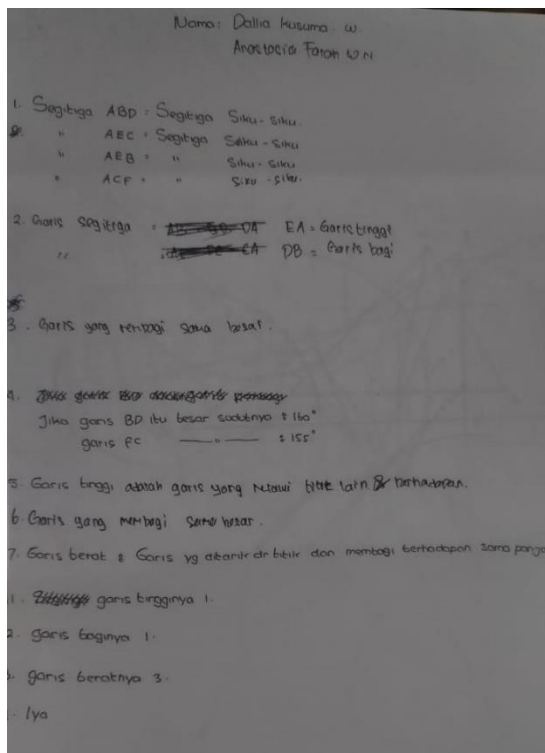 Nama: Dallia Kusuma. W.
Anastacia Farah W N
1. Segitiga ABD = Segitiga Siku-siku.
" AEC = Segitiga Siku-siku
" AEB = " Siku-siku
" ACF = " Siku-siku.
2. Garis segitiga = EA = Garis tinggi
" DB = Garis bagi
3. Garis yang membagi sama besar.
4.
Jika garis BD itu besar sudutnya ± 160°
garis FC —"— ± 155°
5. Garis tinggi adalah garis yang melalui titik lain & berhadapan.
6. Garis yang membagi sama besar.
7. Garis berat = Garis yg ditarik dr titik dan membagi berhadapan sama panja
1. garis tingginya 1.
2. garis baginya 1.
3. garis beratnya 3.
Iya